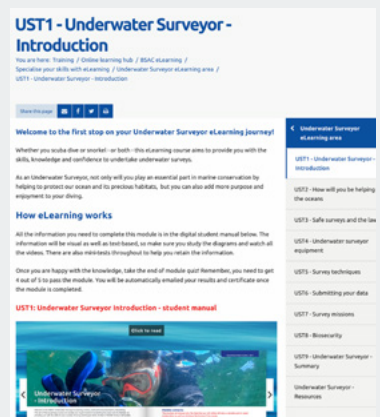 UST1 - Underwater Surveyor -
Introduction
You are here: Training / Online learning hub / BSAC eLearning /
Specialise your skills with eLearning / Underwater Surveyor eLearning area /
UST1 - Underwater Surveyor - Introduction
Share this page
Welcome to the first stop on your Underwater Surveyor eLearning journey!
Whether you scuba dive or snorkel - or both - this eLearning course aims to provide you with the
skills, knowledge and confidence to undertake underwater surveys.
As an Underwater Surveyor, not only will you play an essential part in marine conservation by
helping to protect our ocean and its precious habitats, but you can also add more purpose and
enjoyment to your diving.
How eLearning works
All the information you need to complete this module is in the digital student manual below. The
information will be visual as well as text-based, so make sure you study the diagrams and watch all
the videos. There are also mini-tests throughout to help you retain the information.
Once you are happy with the knowledge, take the end of module quiz! Remember, you need to get
4 out of 5 to pass the module. You will be automatically emailed your results and certificate once
the module is completed.
UST1: Underwater Surveyor Introduction - student manual
Click to read
Underwater Surveyor
- Introduction
Underwater Surveyor
eLearning area
UST1 - Underwater Surveyor -
Introduction
UST2 - How will you be helping
the oceans
UST3 - Safe surveys and the law
UST4 - Underwater surveyor
equipment
UST5 - Survey techniques
UST6 - Submitting your data
UST7 - Survey missions
UST8 - Biosecurity
UST9 - Underwater Surveyor -
Summary
Underwater Surveyor -
Resources